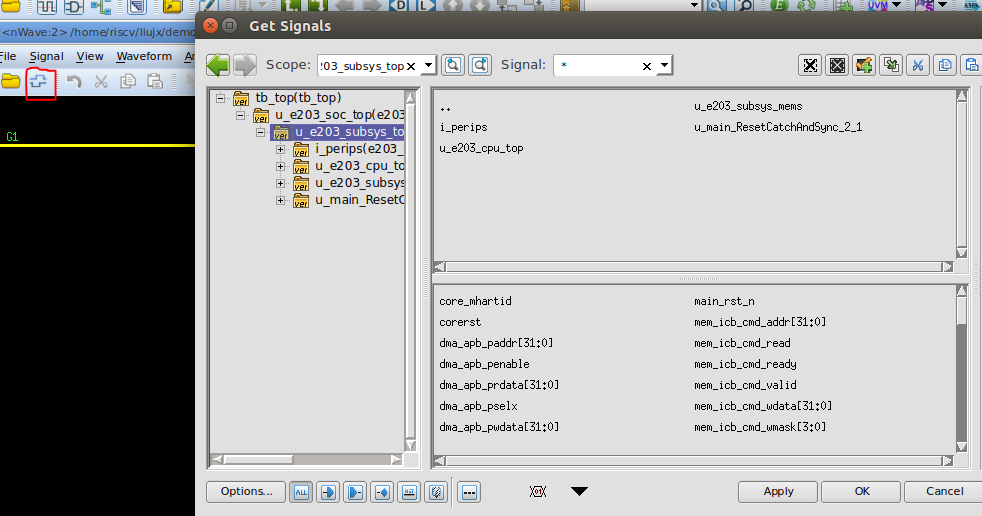 <nWave:2> /home/riscv/liujx/demo
File Signal View Waveform An
G1
Get Signals
Scope: :03_subsys_top Signal: *
tb_top(tb_top)
u_e203_soc_top(e203
u_e203_subsys_to
i_perips(e203_
u_e203_cpu_to
u_e203_subsys
u_main_ResetC
.. u_e203_subsys_mems
i_perips u_main_ResetCatchAndSync_2_1
u_e203_cpu_top
core_mhartid main_rst_n
corerst mem_icb_cmd_addr[31:0]
dma_apb_paddr[31:0] mem_icb_cmd_read
dma_apb_penable mem_icb_cmd_ready
dma_apb_prdata[31:0] mem_icb_cmd_valid
dma_apb_pselx mem_icb_cmd_wdata[31:0]
dma_apb_pwdata[31:0] mem_icb_cmd_wmask[3:0]
Options... ALL NET Apply OK Cancel